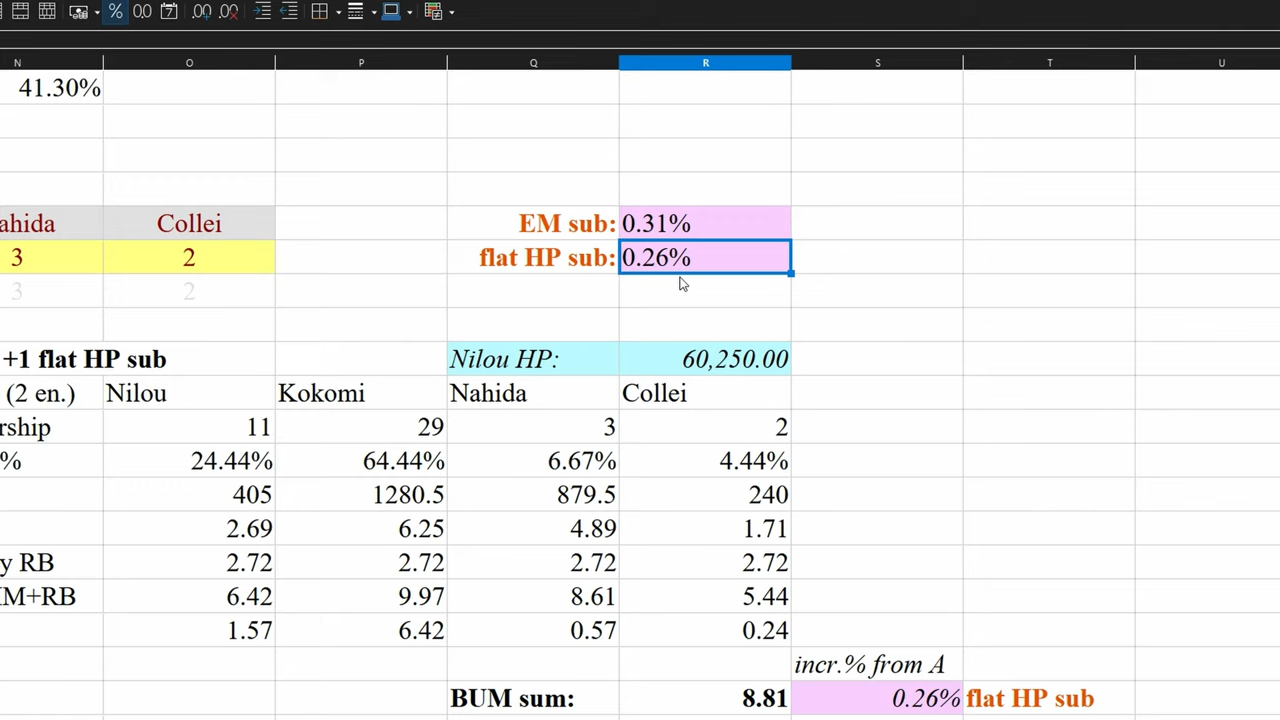 % 0,0 7 .00 .00
N O P Q R S T U
41.30%
ahida Collei EM sub: 0.31%
3 2 flat HP sub: 0.26%
3 2
+1 flat HP sub Nilou HP: 60,250.00
(2 en.) Nilou Kokomi Nahida Collei
rship 11 29 3 2
% 24.44% 64.44% 6.67% 4.44%
405 1280.5 879.5 240
2.69 6.25 4.89 1.71
y RB 2.72 2.72 2.72 2.72
M+RB 6.42 9.97 8.61 5.44
1.57 6.42 0.57 0.24
incr.% from A
BUM sum: 8.81 0.26% flat HP sub